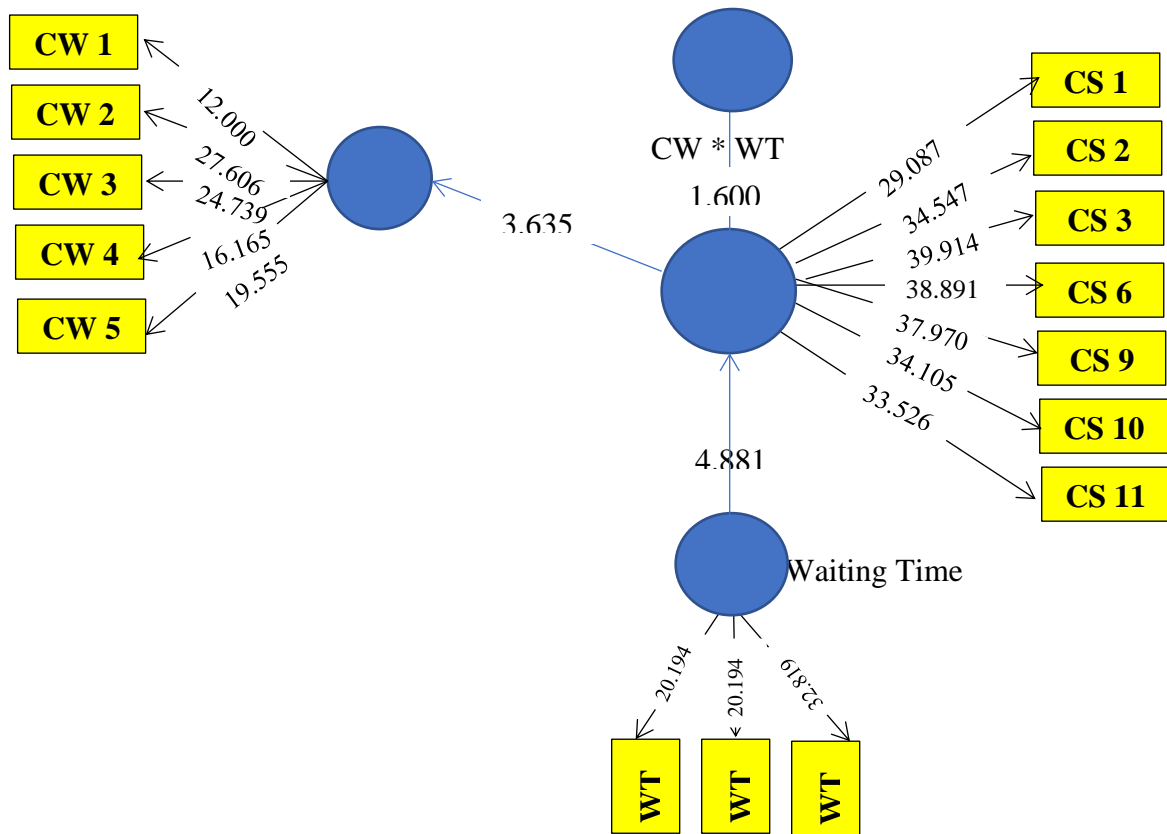 CW 1
CW 2
CW 3
CW 4
CW 5
12.000
27.606
24.739
16.165
19.555
3.635
CW * WT
1.600
CS 1
CS 2
CS 3
CS 6
CS 9
CS 10
CS 11
29.087
34.547
39.914
38.891
37.970
34.105
33.526
4.881
Waiting Time
20.194
20.194
32.819
WT
WT
WT